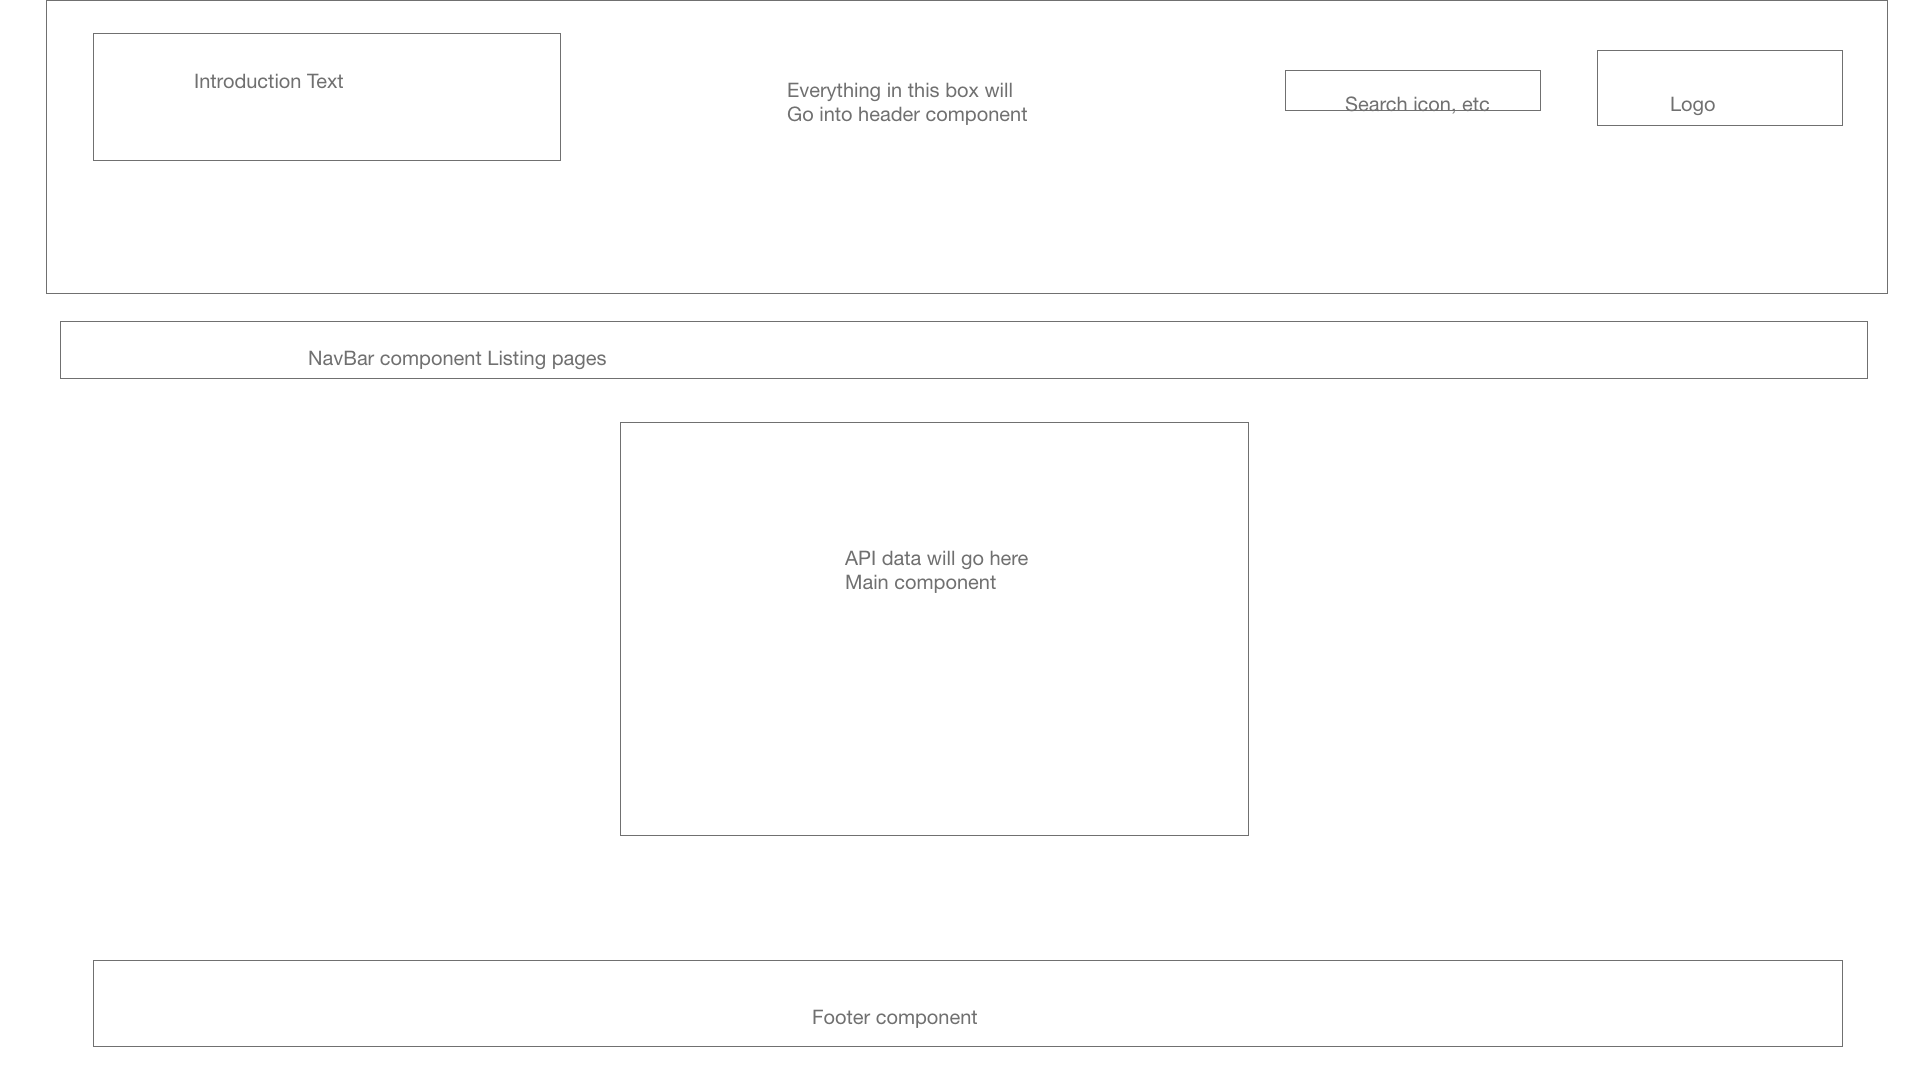 Introduction Text
Everything in this box will
Go into header component
Search icon, etc
Logo
NavBar component Listing pages
API data will go here
Main component
Footer component